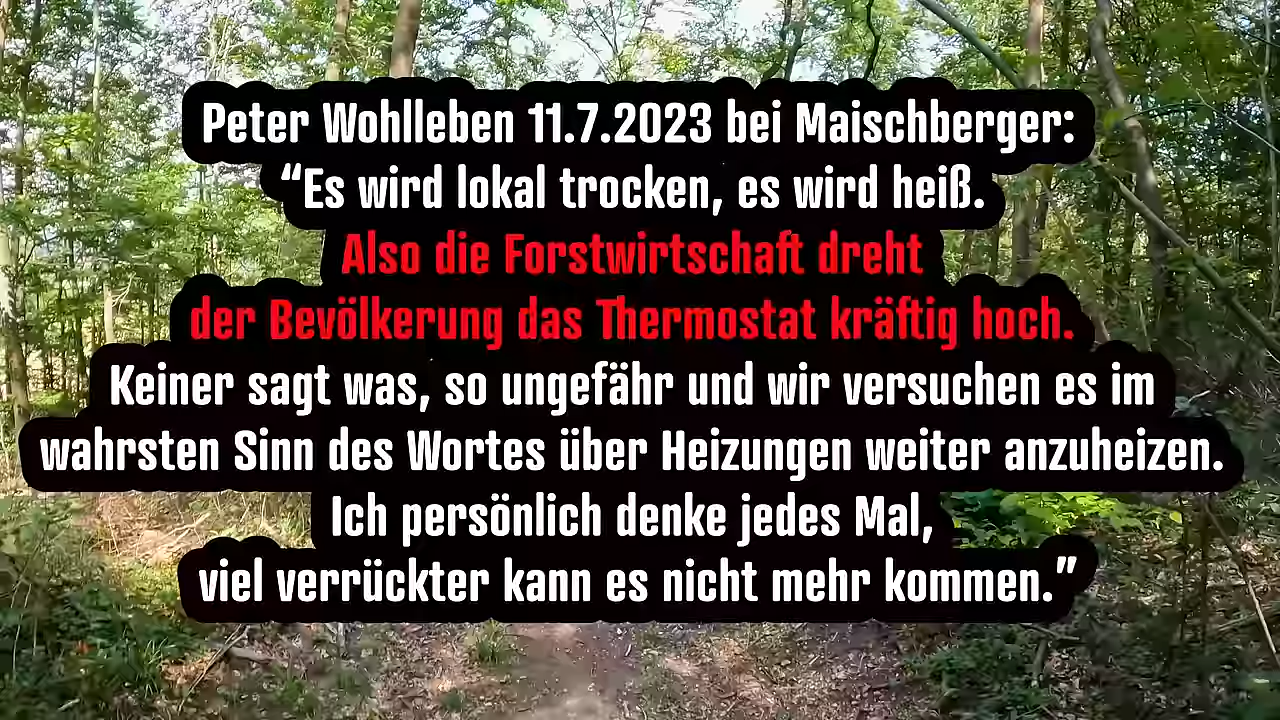 Peter Wohlleben 11.7.2023 bei Maischberger:
“Es wird lokal trocken, es wird heiß.
Also die Forstwirtschaft dreht
der Bevölkerung das Thermostat kräftig hoch.
Keiner sagt was, so ungefähr und wir versuchen es im
wahrsten Sinn des Wortes über Heizungen weiter anzuheizen.
Ich persönlich denke jedes Mal,
viel verrückter kann es nicht mehr kommen.”